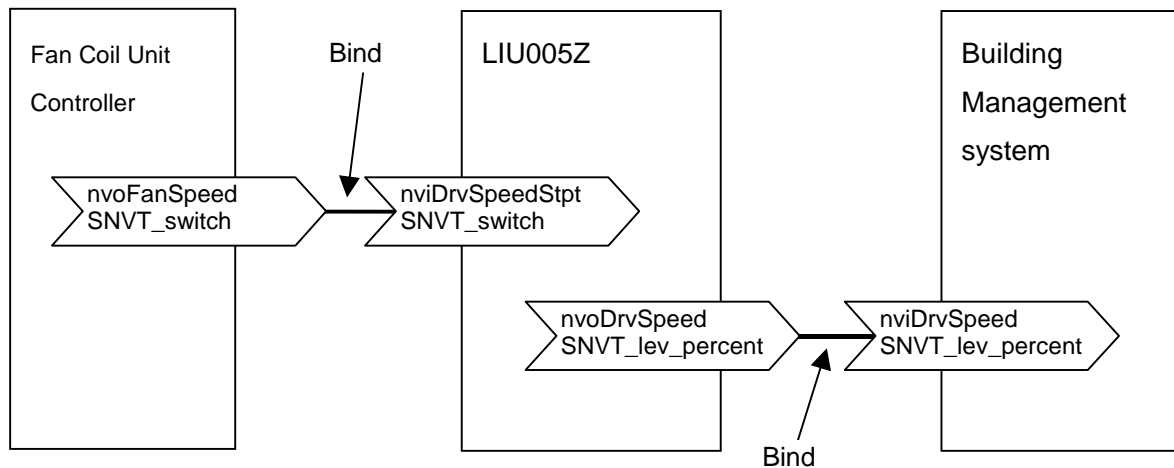 Fan Coil Unit
Controller
Bind
LIU005Z
Building
Management
system
nvoFanSpeed
SNVT_switch
nviDrvSpeedStpt
SNVT_switch
nvoDrvSpeed
SNVT_lev_percent
nviDrvSpeed
SNVT_lev_percent
Bind